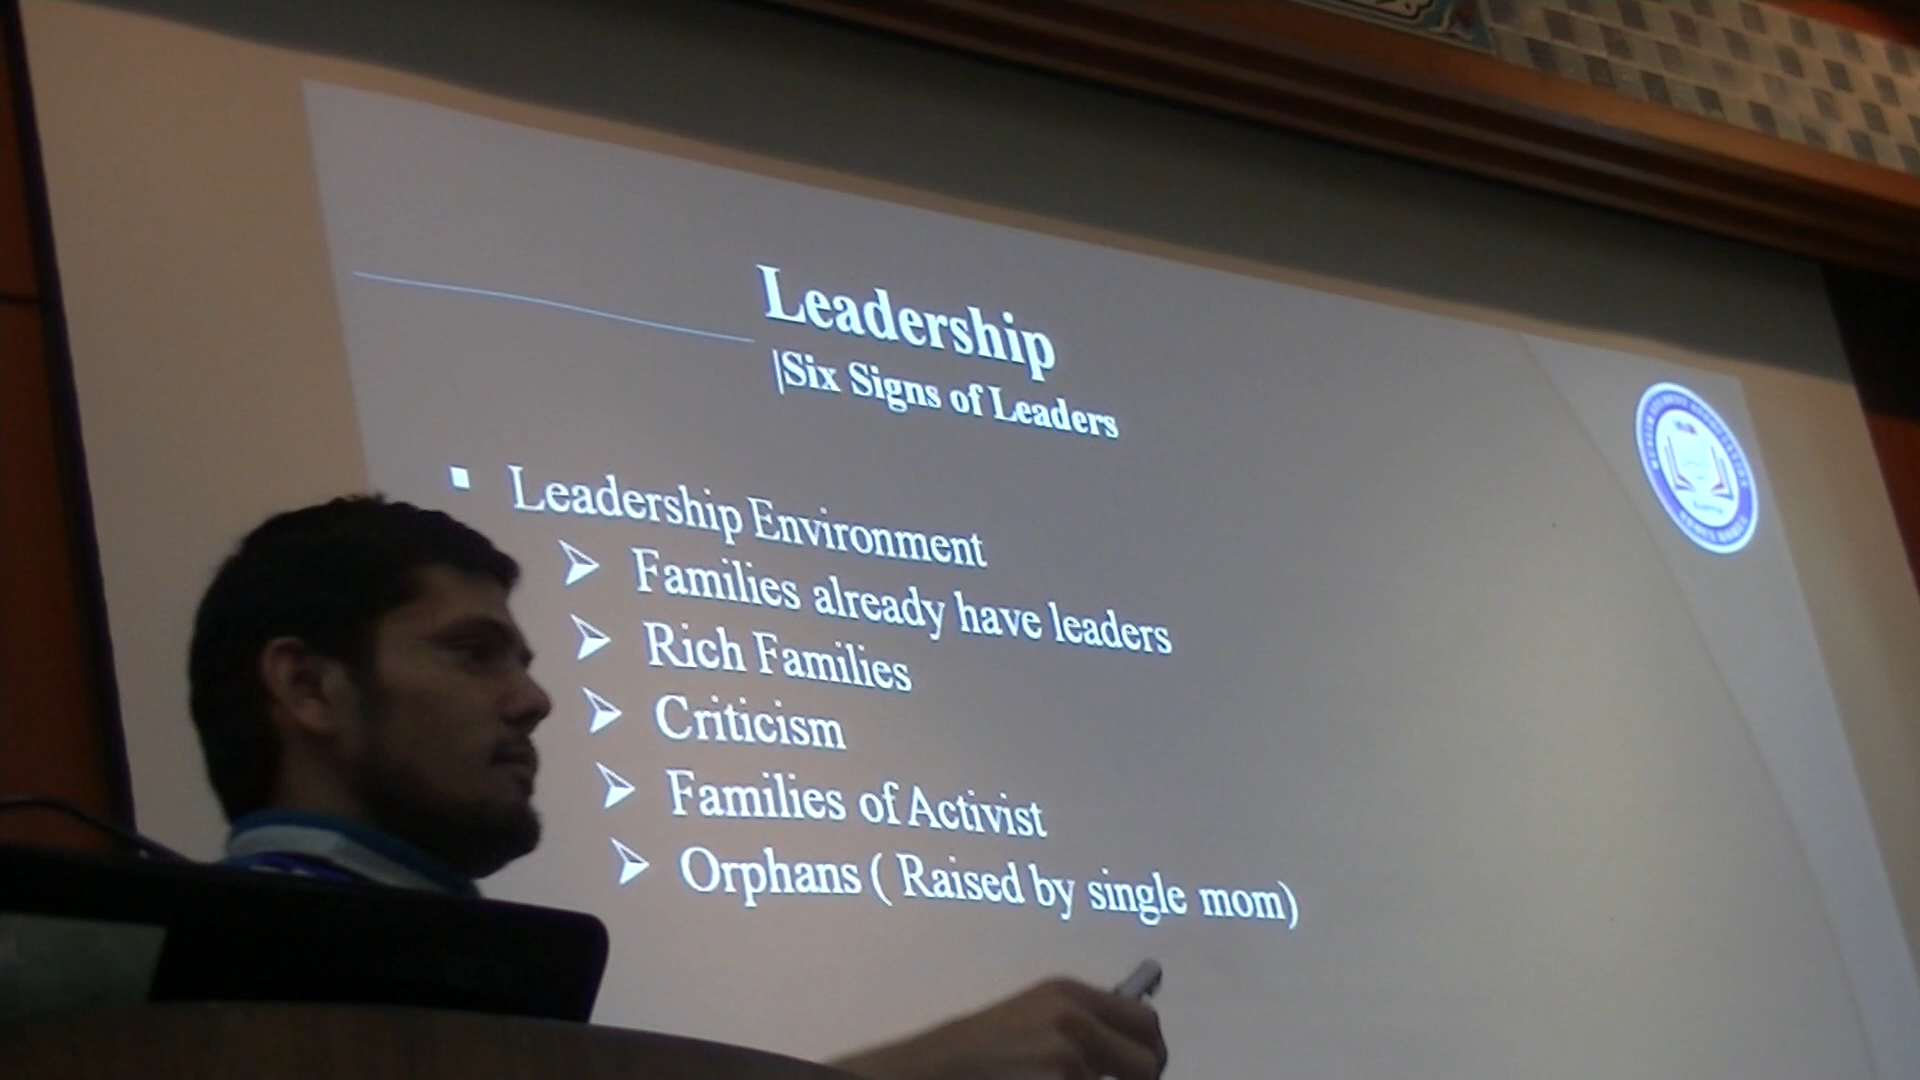 Leadership
|Six Signs of Leaders
Leadership Environment
Families already have leaders
Rich Families
Criticism
Families of Activist
Orphans ( Raised by single mom)